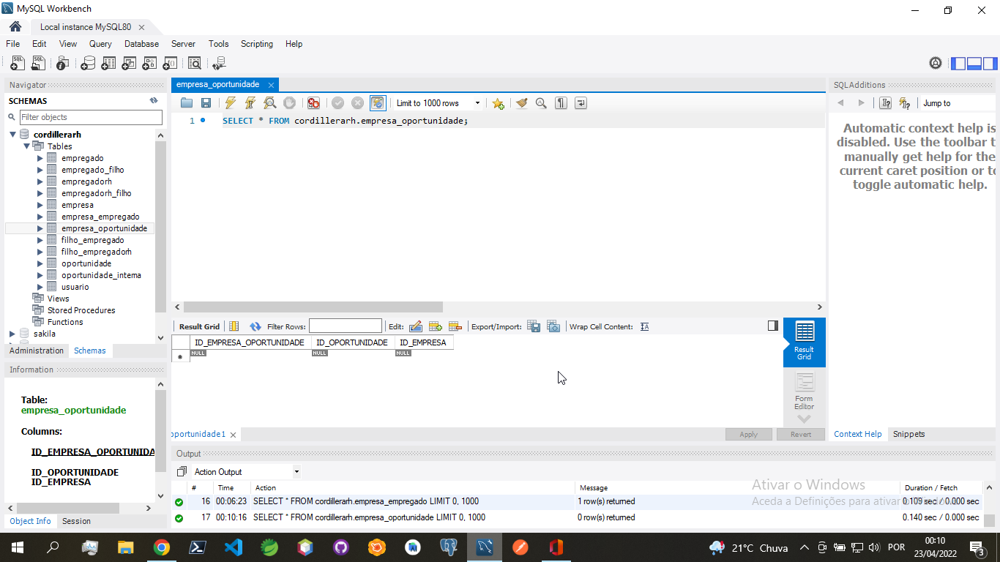 MySQL Workbench
Local instance MySQL80
File Edit View Query Database Server Tools Scripting Help
Navigator
SCHEMAS
Filter objects
cordillerarh
Tables
empregado
empregado_filho
empregadorh
empregadorh_filho
empresa
empresa_empregado
empresa_oportunidade
filho_empregado
filho_empregadorh
oportunidade
oportunidade_interna
usuario
Views
Stored Procedures
Functions
sakila
Administration Schemas
Information
Table:
empresa_oportunidade
Columns:
ID_EMPRESA_OPORTUNIDA
ID_OPORTUNIDADE
ID_EMPRESA
Object Info Session
empresa_oportunidade
Limit to 1000 rows
1 SELECT * FROM cordillerarh.empresa_oportunidade;
Result Grid Filter Rows: Edit: Export/Import: Wrap Cell Content:
ID_EMPRESA_OPORTUNIDADE ID_OPORTUNIDADE ID_EMPRESA
NULL NULL NULL
Result
Grid
Form
Editor
oportunidade1
Apply Revert
SQLAdditions
Jump to
Automatic context help is
disabled. Use the toolbar t
manually get help for the
current caret position or to
toggle automatic help.
Context Help Snippets
Output
Action Output
# Time Action Message Duration / Fetch
16 00:06:23 SELECT * FROM cordillerarh.empresa_empregado LIMIT 0, 1000 1 row(s) returned 0.109 sec / 0.000 sec
17 00:10:16 SELECT * FROM cordillerarh.empresa_oportunidade LIMIT 0, 1000 0 row(s) returned 0.140 sec / 0.000 sec
Ativar o Windows
Aceda a Definições para ativar o Windows.
21°C Chuva
POR
00:10
23/04/2022
3